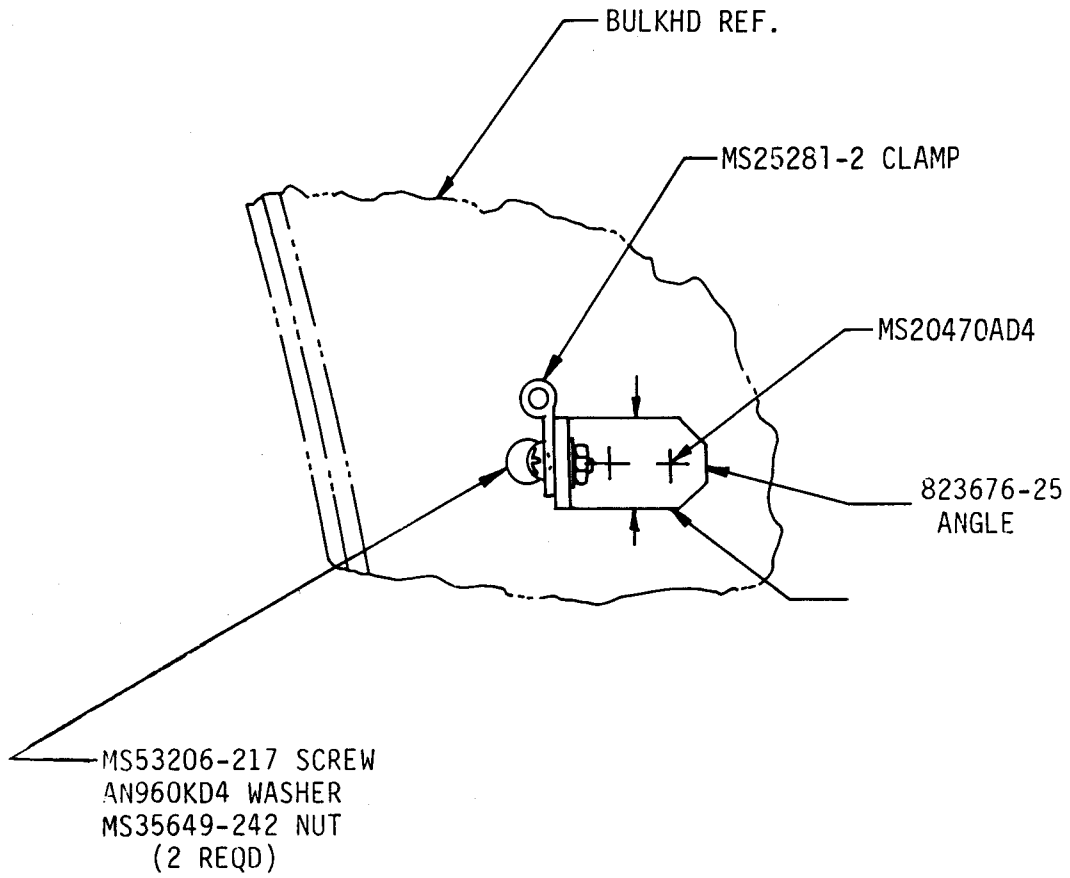 BULKHD REF.
MS25281-2 CLAMP
MS20470AD4
823676-25
ANGLE
MS53206-217 SCREW
AN960KD4 WASHER
MS35649-242 NUT
(2 REQD)